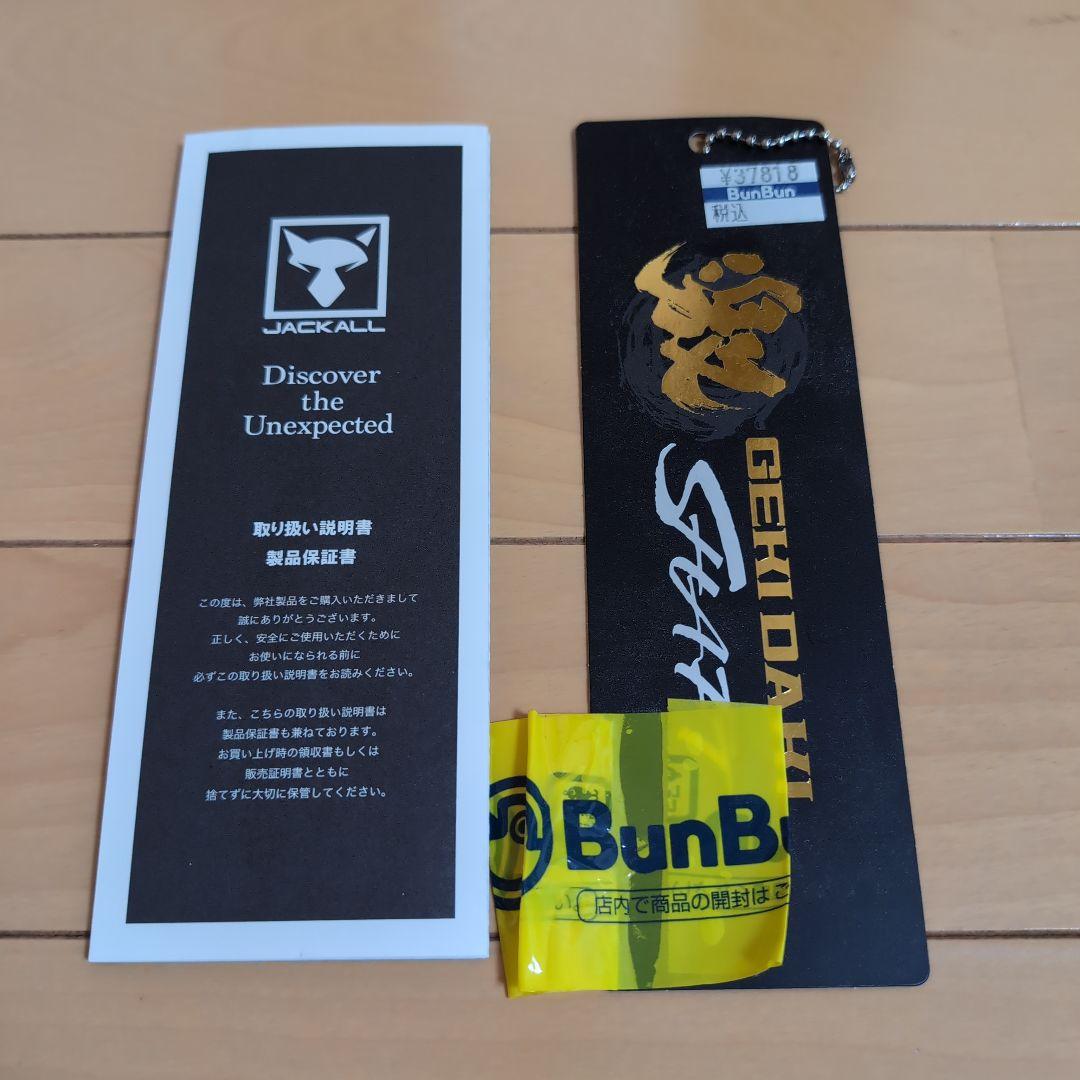 JACKALL
Discover
the
Unexpected
取り扱い説明書
製品保証書
この度は、弊社製品をご購入いただきまして
誠にありがとうございます。
正しく、安全にご使用いただくために
お使いになられる前に
必ずこの取り扱い説明書をお読みください。
また、こちらの取り扱い説明書は
製品保証書も兼ねております。
お買い上げ時の領収書もしくは
販売証明書とともに
捨てずに大切に保管してください。
¥37818
BunBun
税込
GEKI DAKI
BunBu
店内で商品の開封はご